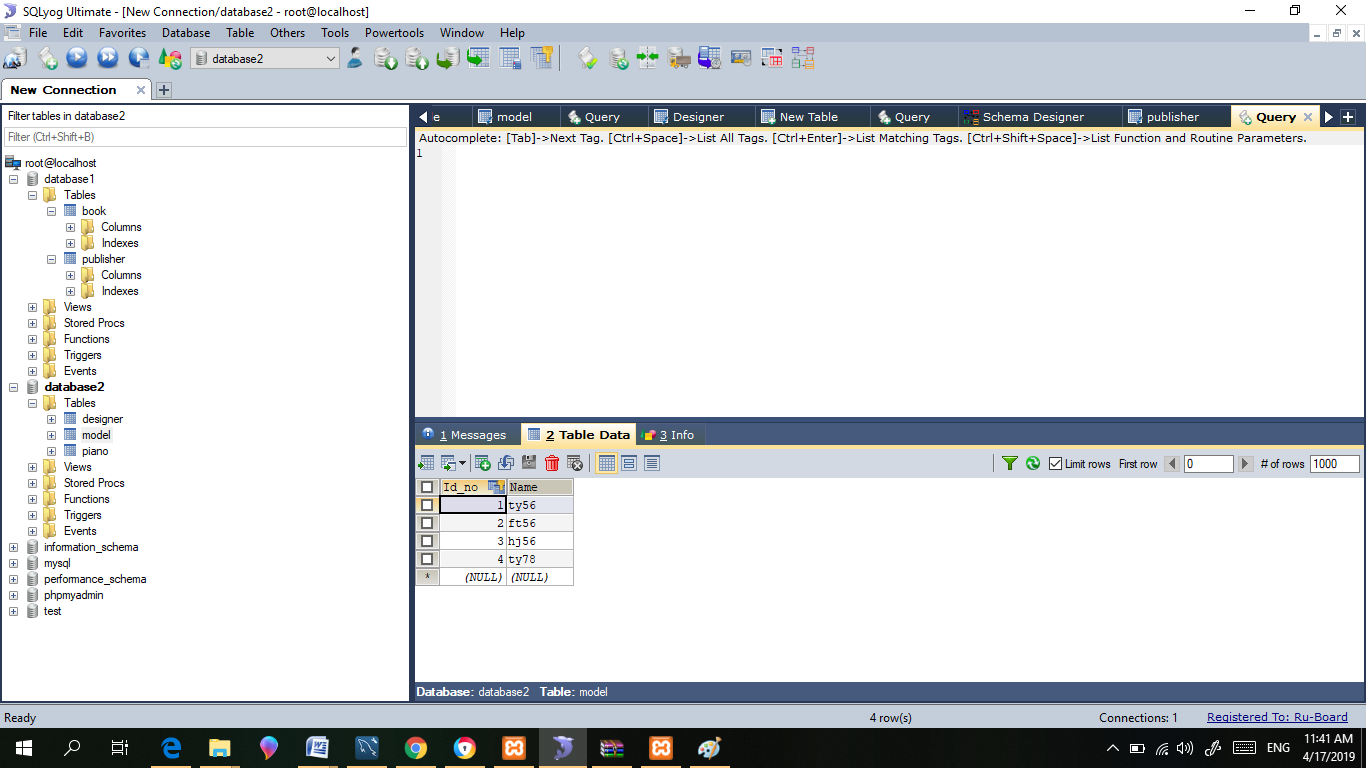 SQLyog Ultimate - [New Connection/database2 - root@localhost]
File Edit Favorites Database Table Others Tools Powertools Window Help
database2
New Connection
Filter tables in database2
Filter (Ctrl+Shift+B)
root@localhost
database1
Tables
book
Columns
Indexes
publisher
Columns
Indexes
Views
Stored Procs
Functions
Triggers
Events
database2
Tables
designer
model
piano
Views
Stored Procs
Functions
Triggers
Events
information_schema
mysql
performance_schema
phpmyadmin
test
e model Query Designer New Table Query Schema Designer publisher Query
Autocomplete: [Tab]->Next Tag. [Ctrl+Space]->List All Tags. [Ctrl+Enter]->List Matching Tags. [Ctrl+Shift+Space]->List Function and Routine Parameters.
1
1 Messages 2 Table Data 3 Info
Limit rows First row 0 # of rows 1000
Id_no Name
1 ty56
2 ft56
3 hj56
4 ty78
* (NULL) (NULL)
Database: database2 Table: model
Ready 4 row(s) Connections: 1 Registered To: Ru-Board
ENG 11:41 AM
4/17/2019